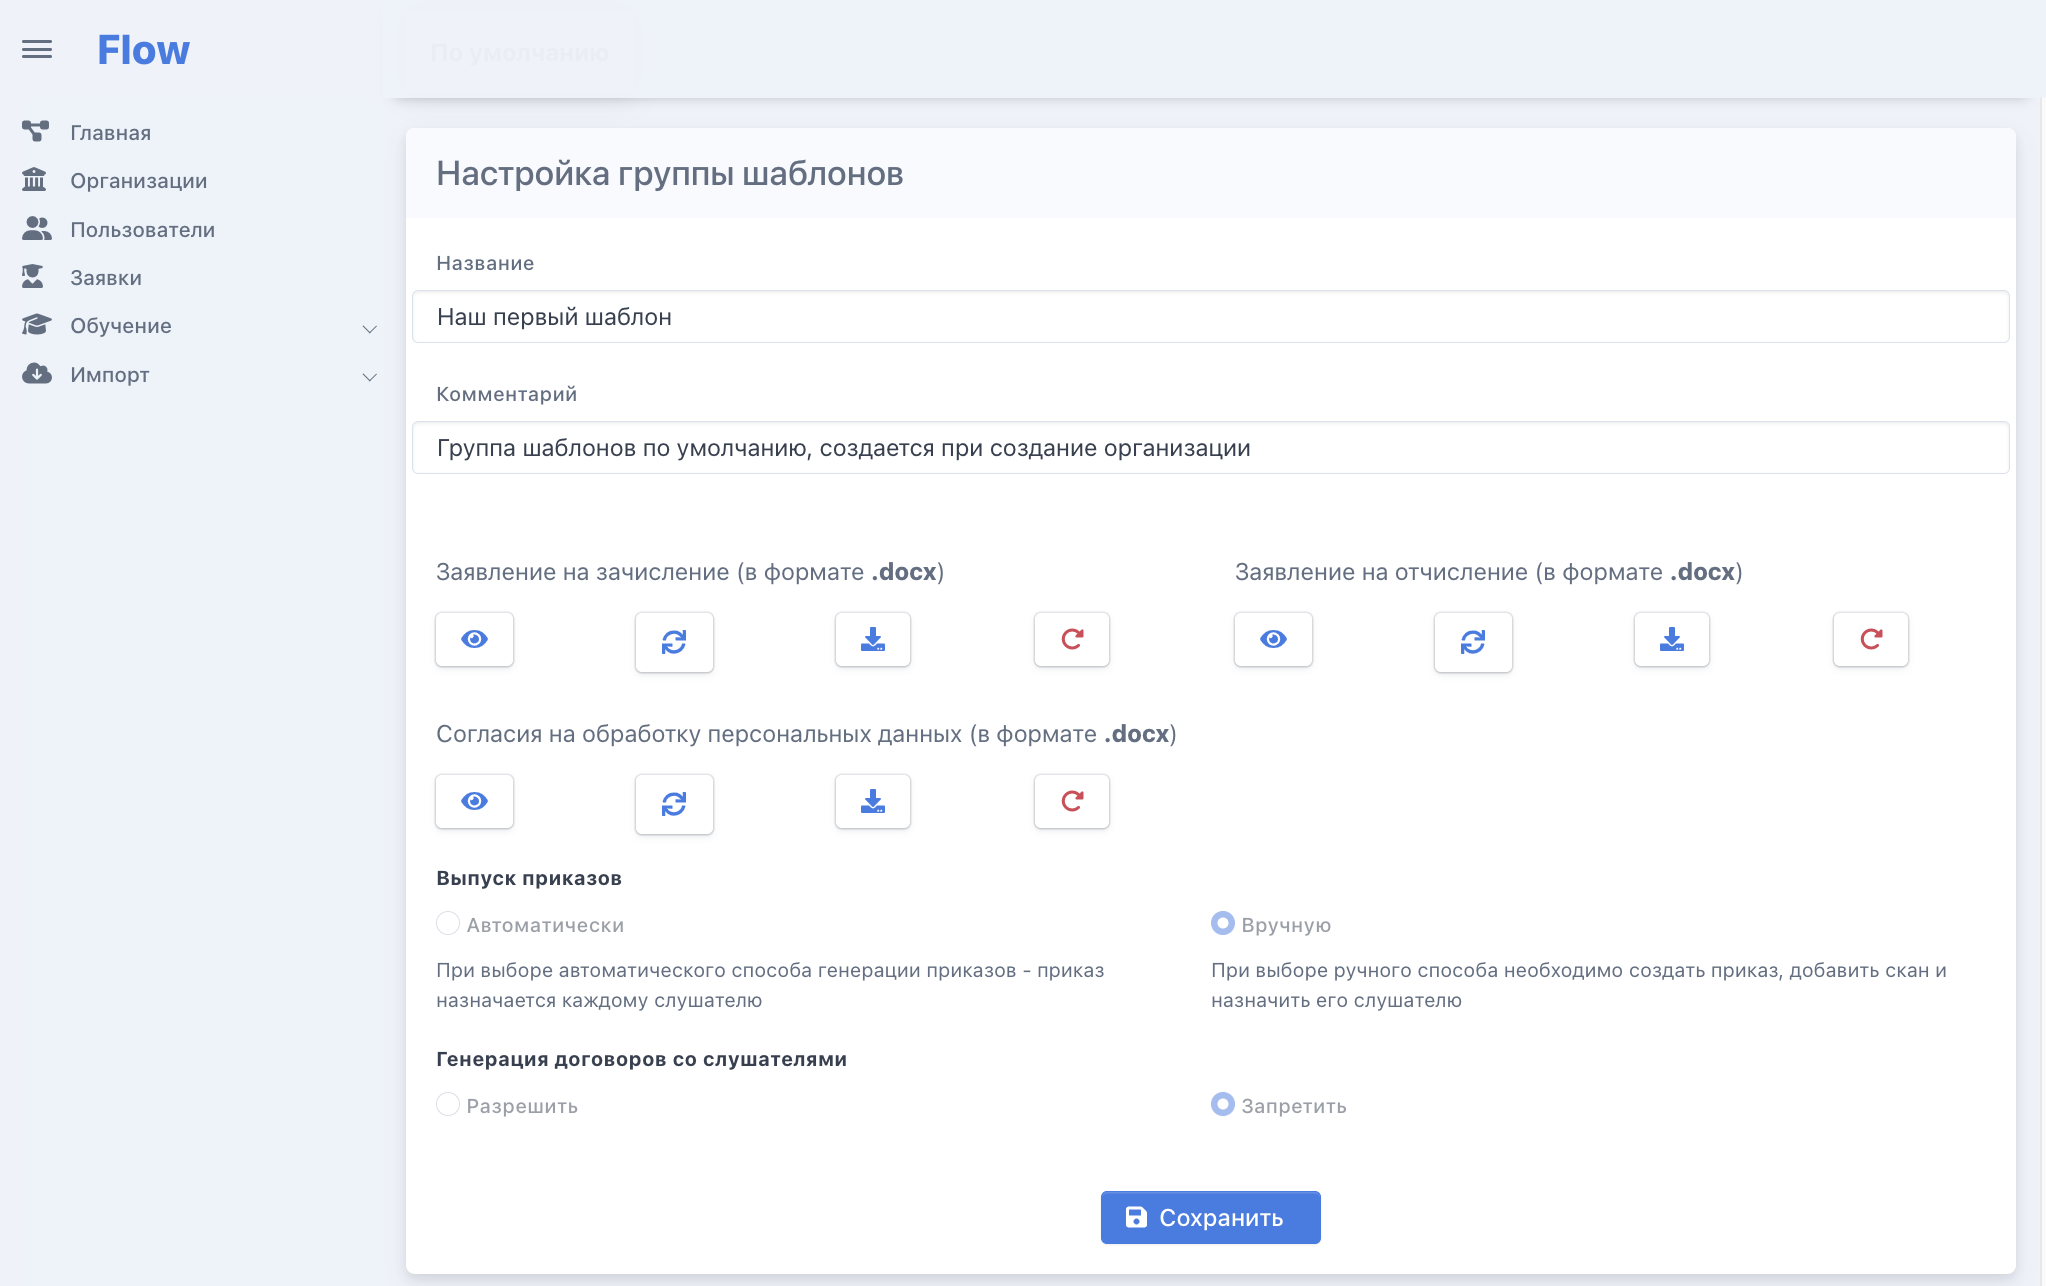 Flow
По умолчанию
Главная
Организации
Пользователи
Заявки
Обучение
Импорт
Настройка группы шаблонов
Название
Наш первый шаблон
Комментарий
Группа шаблонов по умолчанию, создается при создание организации
Заявление на зачисление (в формате .docx)
Заявление на отчисление (в формате .docx)
Согласия на обработку персональных данных (в формате .docx)
Выпуск приказов
Автоматически
При выборе автоматического способа генерации приказов - приказ
назначается каждому слушателю
Вручную
При выборе ручного способа необходимо создать приказ, добавить скан и
назначить его слушателю
Генерация договоров со слушателями
Разрешить
Запретить
Сохранить